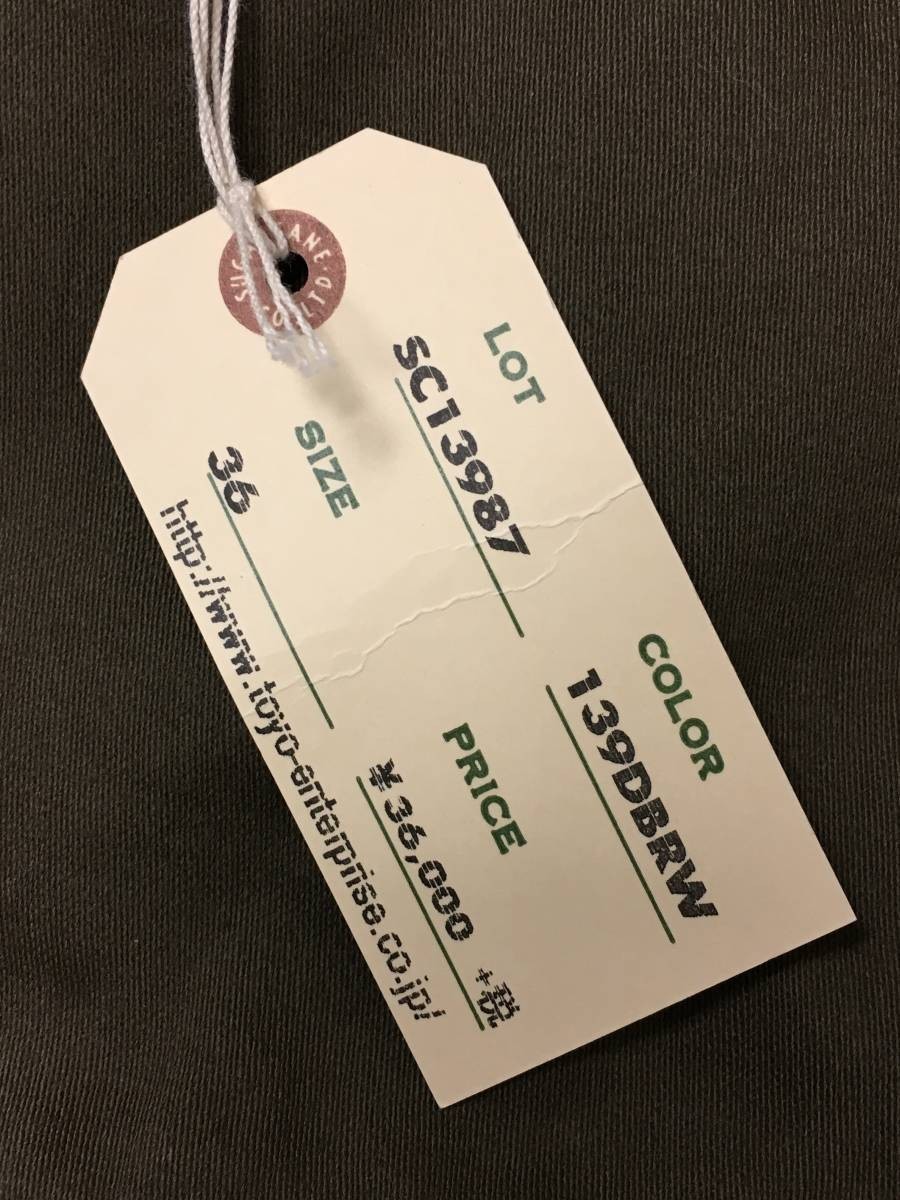 LOT
SC13987
COLOR
139DBRW
SIZE
36
PRICE
¥36,000 +税
http://www.toyo-enterprise.co.jp/